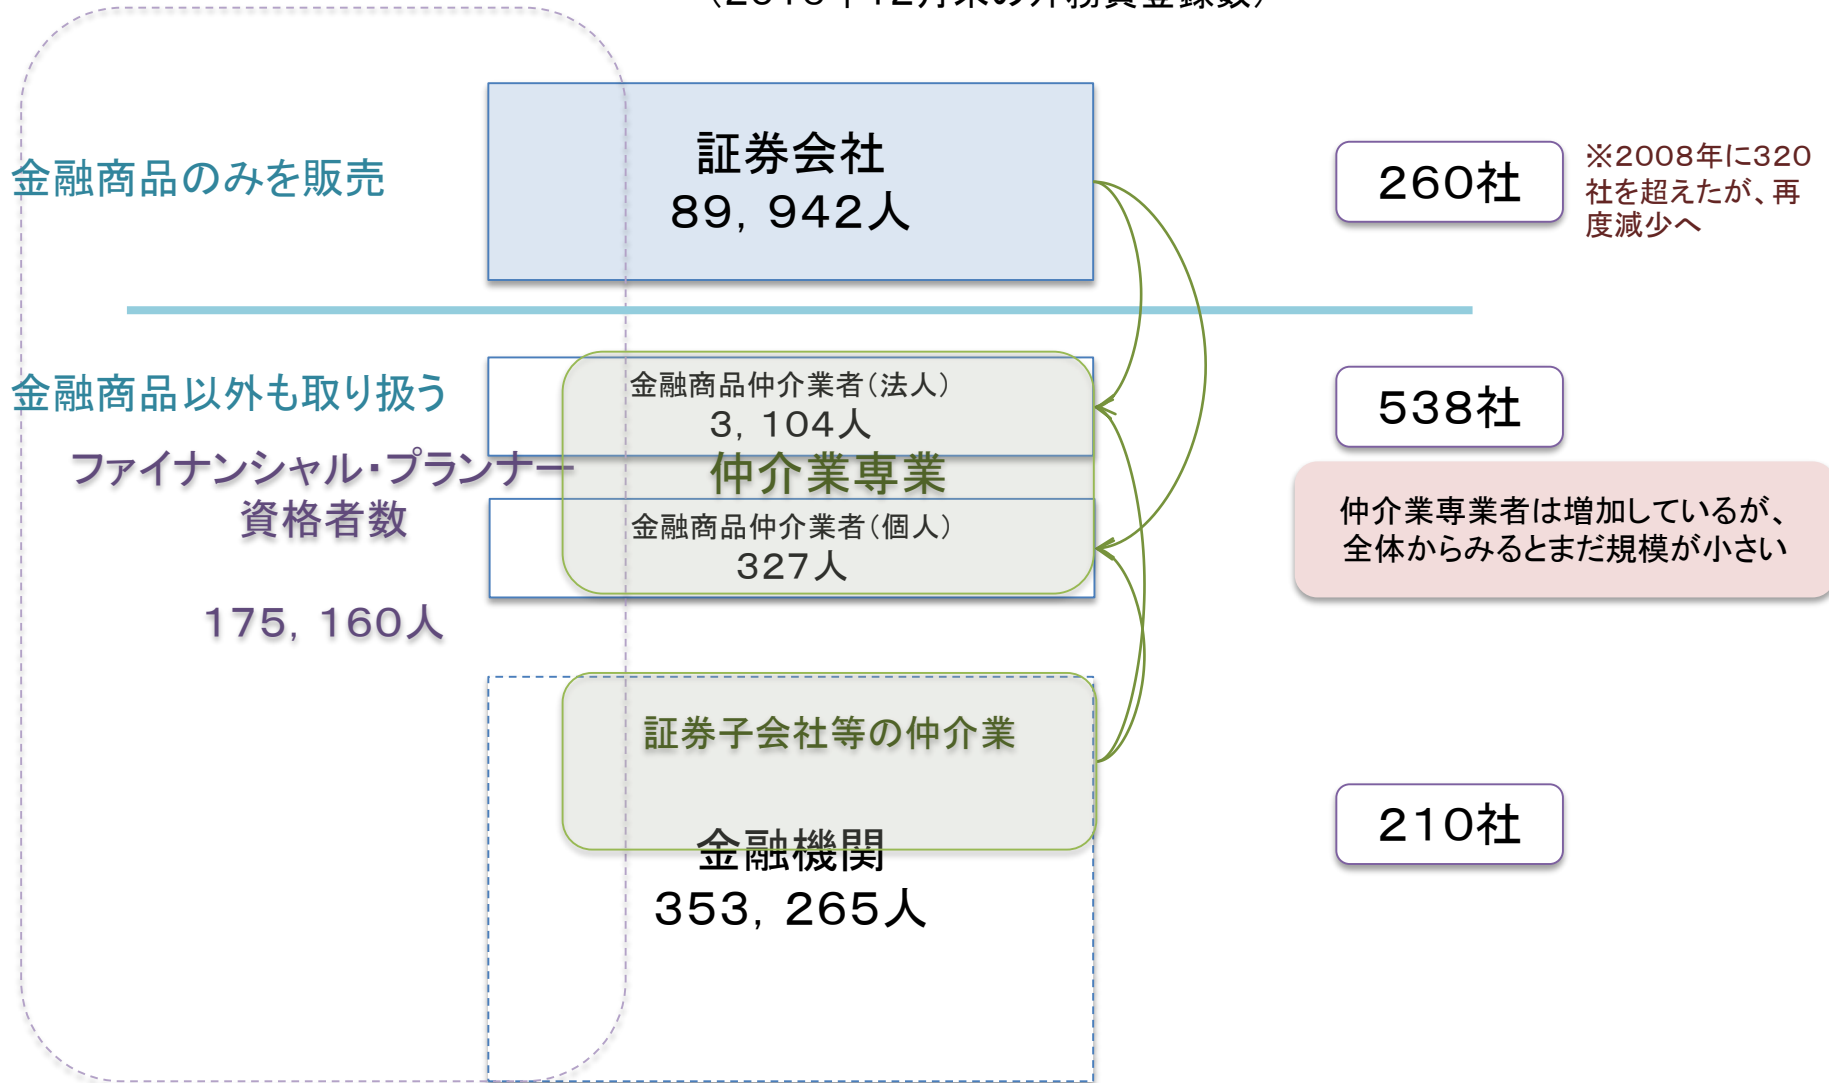 金融商品のみを販売
証券会社
89, 942人
260社
※2008年に320
社を超えたが、再
度減少へ
金融商品以外も取り扱う
金融商品仲介業者(法人)
3, 104人
538社
ファイナンシャル・プランナー
資格者数
175, 160人
仲介業専業
金融商品仲介業者(個人)
327人
仲介業専業者は増加しているが、
全体からみるとまだ規模が小さい
証券子会社等の仲介業
金融機関
353, 265人
210社